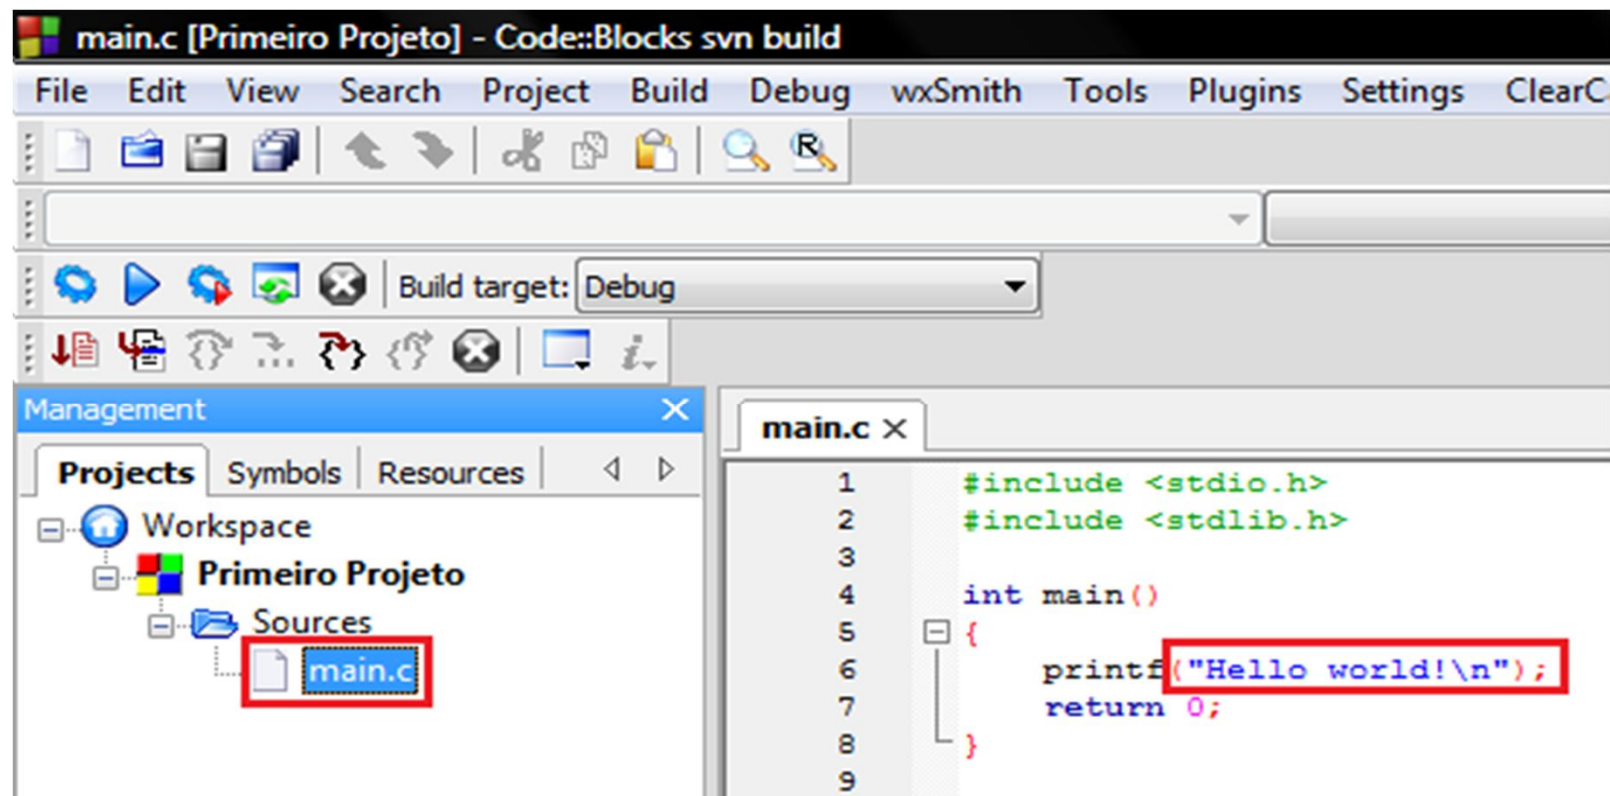 main.c [Primeiro Projeto] - Code::Blocks svn build
File Edit View Search Project Build Debug wxSmith Tools Plugins Settings ClearC
Build target: Debug
Management
Projects Symbols Resources
Workspace
Primeiro Projeto
Sources
main.c
main.c
1 #include <stdio.h>
2 #include <stdlib.h>
3
4 int main()
5 {
6 printf("Hello world!\n");
7 return 0;
8 }
9